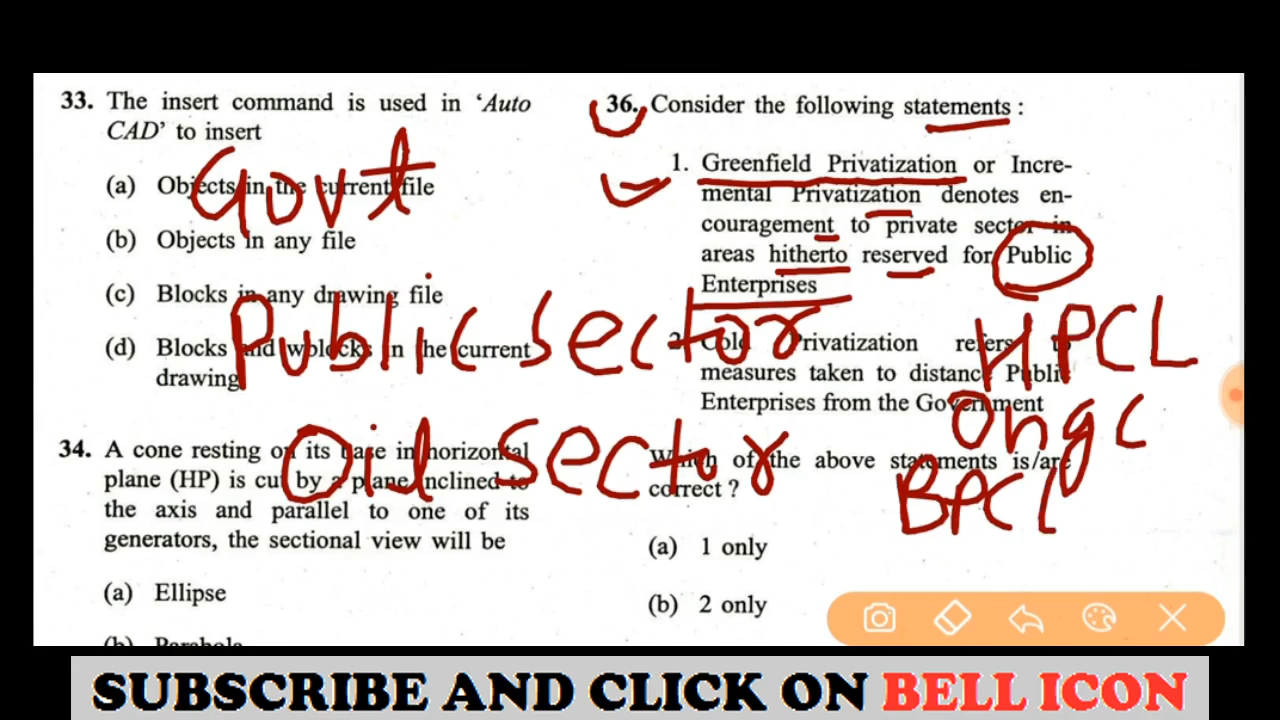 33. The insert command is used in ‘Auto
CAD’ to insert
(a) Objects in the current file
(b) Objects in any file
(c) Blocks in any drawing file
(d) Blocks and wblocks in the current
drawing
34. A cone resting on its base in horizontal
plane (HP) is cut by a plane inclined to
the axis and parallel to one of its
generators, the sectional view will be
(a) Ellipse
(b) Parabola
36. Consider the following statements :
1. Greenfield Privatization or Incre-
mental Privatization denotes en-
couragement to private sector in
areas hitherto reserved for Public
Enterprises
2. Cold Privatization refers to
measures taken to distance Public
Enterprises from the Government
Which of the above statements is/are
correct ?
(a) 1 only
(b) 2 only
Govt
Public Sector
Oil Sector
HPCL
Ongc
BPCL
SUBSCRIBE AND CLICK ON BELL ICON